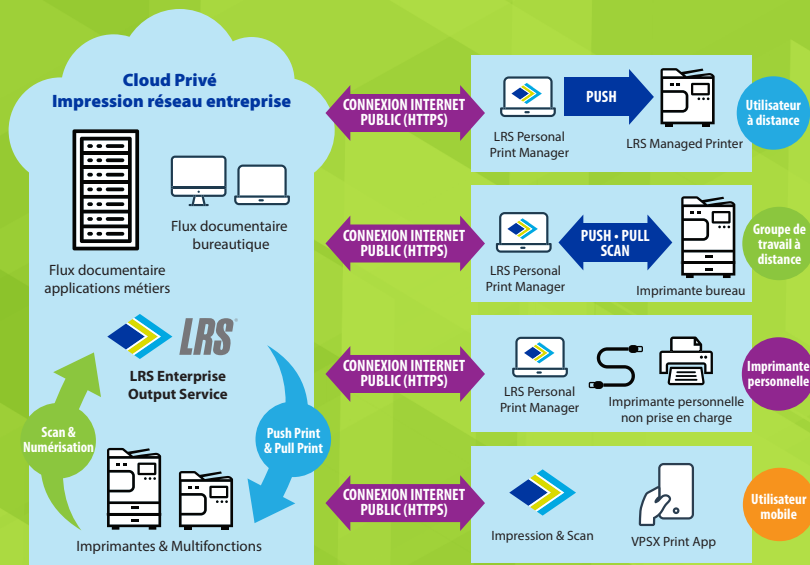 Cloud Privé
Impression réseau entreprise
Flux documentaire
bureautique
Flux documentaire
applications métiers
LRS
LRS Enterprise
Output Service
Scan &
Numérisation
Push Print
& Pull Print
Imprimantes & Multifonctions
CONNEXION INTERNET
PUBLIC (HTTPS)
LRS Personal
Print Manager
PUSH
LRS Managed Printer
Utilisateur
à distance
CONNEXION INTERNET
PUBLIC (HTTPS)
LRS Personal
Print Manager
PUSH • PULL
SCAN
Imprimante bureau
Groupe de
travail à
distance
CONNEXION INTERNET
PUBLIC (HTTPS)
LRS Personal
Print Manager
Imprimante personnelle
non prise en charge
Imprimante
personnelle
CONNEXION INTERNET
PUBLIC (HTTPS)
Impression & Scan
VPSX Print App
Utilisateur
mobile